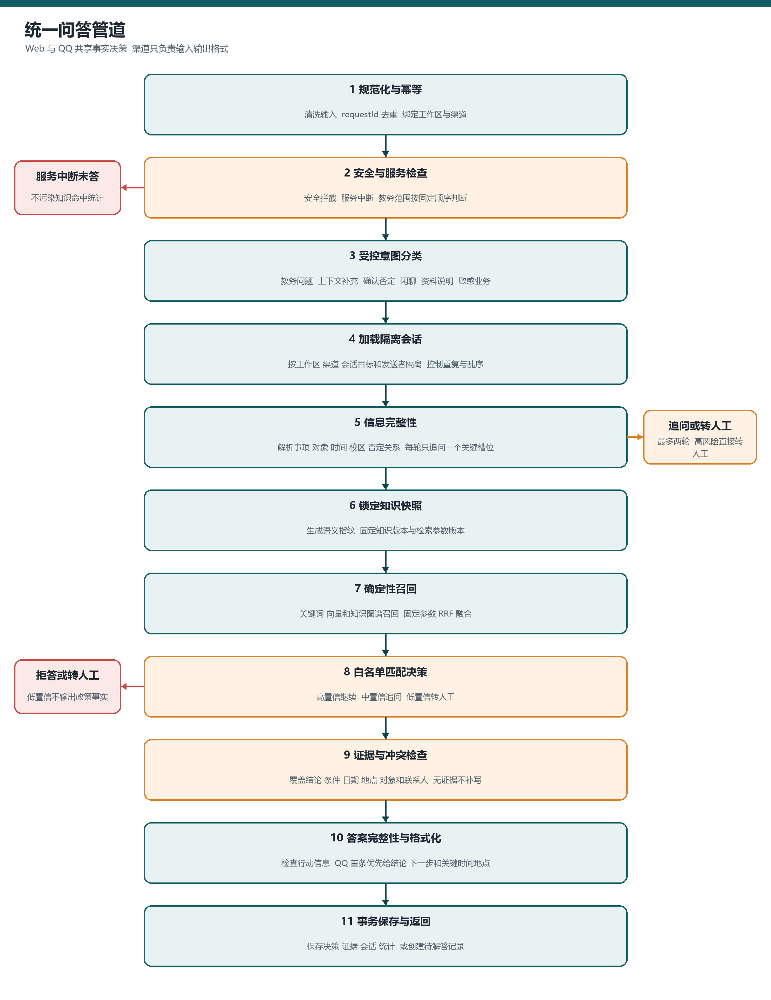 统一问答管道
Web 与 QQ 共享事实决策  渠道只负责输入输出格式
1 规范化与幂等
清洗输入  requestId 去重  绑定工作区与渠道
服务中断未答
不污染知识命中统计
2 安全与服务检查
安全拦截  服务中断  教务范围按固定顺序判断
3 受控意图分类
教务问题  上下文补充  确认否定  闲聊  资料说明  敏感业务
4 加载隔离会话
按工作区 渠道 会话目标和发送者隔离  控制重复与乱序
5 信息完整性
解析事项 对象 时间 校区 否定关系  每轮只追问一个关键槽位
追问或转人工
最多两轮  高风险直接转
人工
6 锁定知识快照
生成语义指纹  固定知识版本与检索参数版本
7 确定性召回
关键词 向量和知识图谱召回  固定参数 RRF 融合
拒答或转人工
低置信不输出政策事实
8 白名单匹配决策
高置信继续  中置信追问  低置信转人工
9 证据与冲突检查
覆盖结论 条件 日期 地点 对象和联系人  无证据不补写
10 答案完整性与格式化
检查行动信息  QQ 首条优先给结论 下一步和关键时间地点
11 事务保存与返回
保存决策 证据 会话 统计  或创建待解答记录